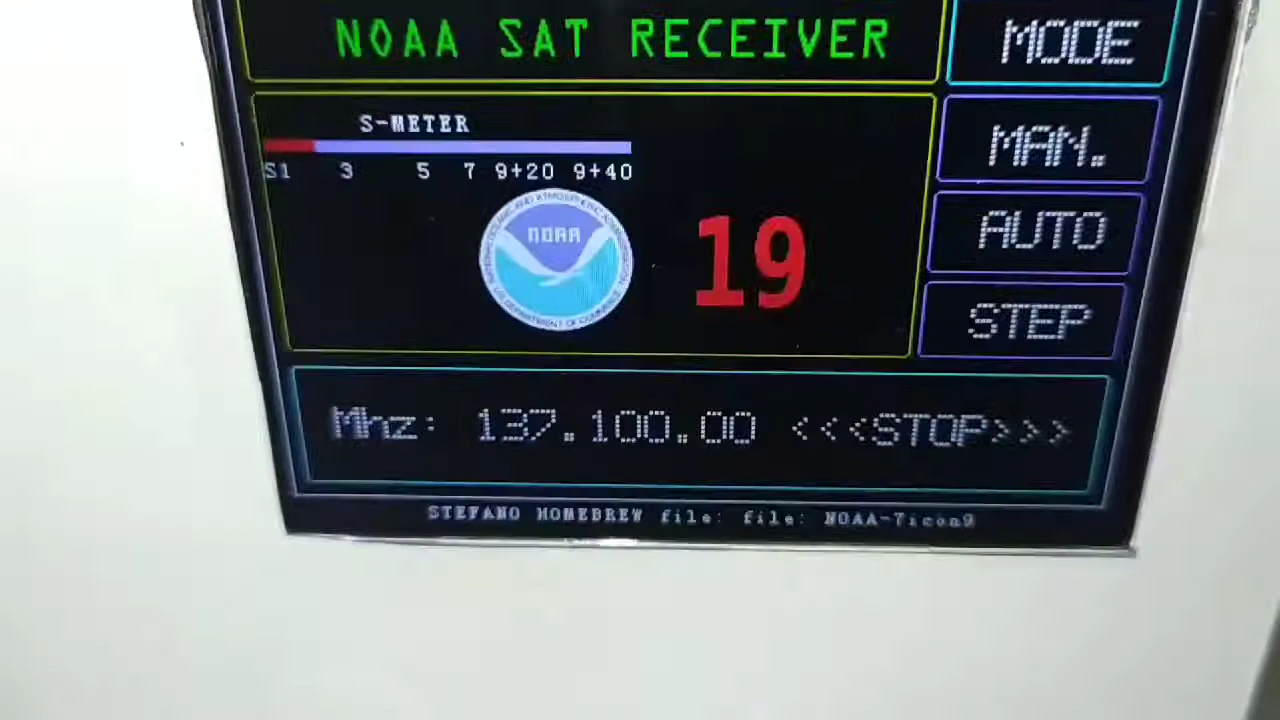 NOAA SAT RECEIVER
MODE
S-METER
MAN.
S1 3 5 7 9+20 9+40
noaa
19
AUTO
STEP
Mhz: 137.100.00 <<<STOP>>>
STEFANO HOMEBREW file: file: NOAA-7icon9